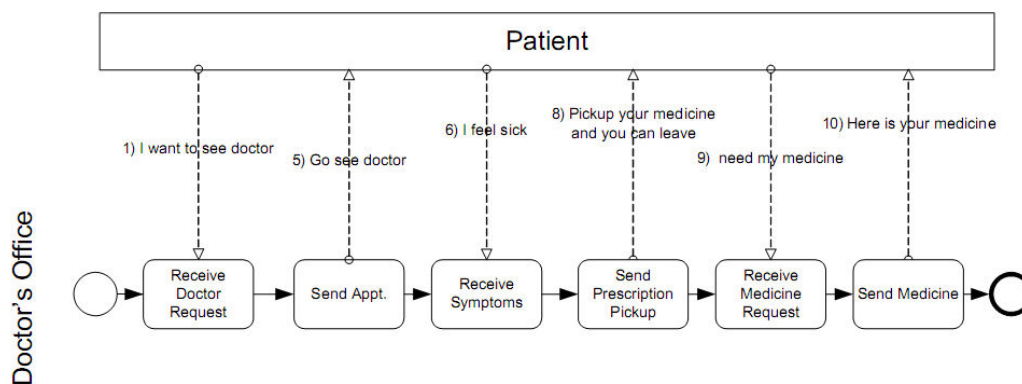 Patient
1) I want to see doctor
5) Go see doctor
6) I feel sick
8) Pickup your medicine
and you can leave
9) need my medicine
10) Here is your medicine
Doctor's Office
Receive
Doctor
Request
Send Appt.
Receive
Symptoms
Send
Prescription
Pickup
Receive
Medicine
Request
Send Medicine